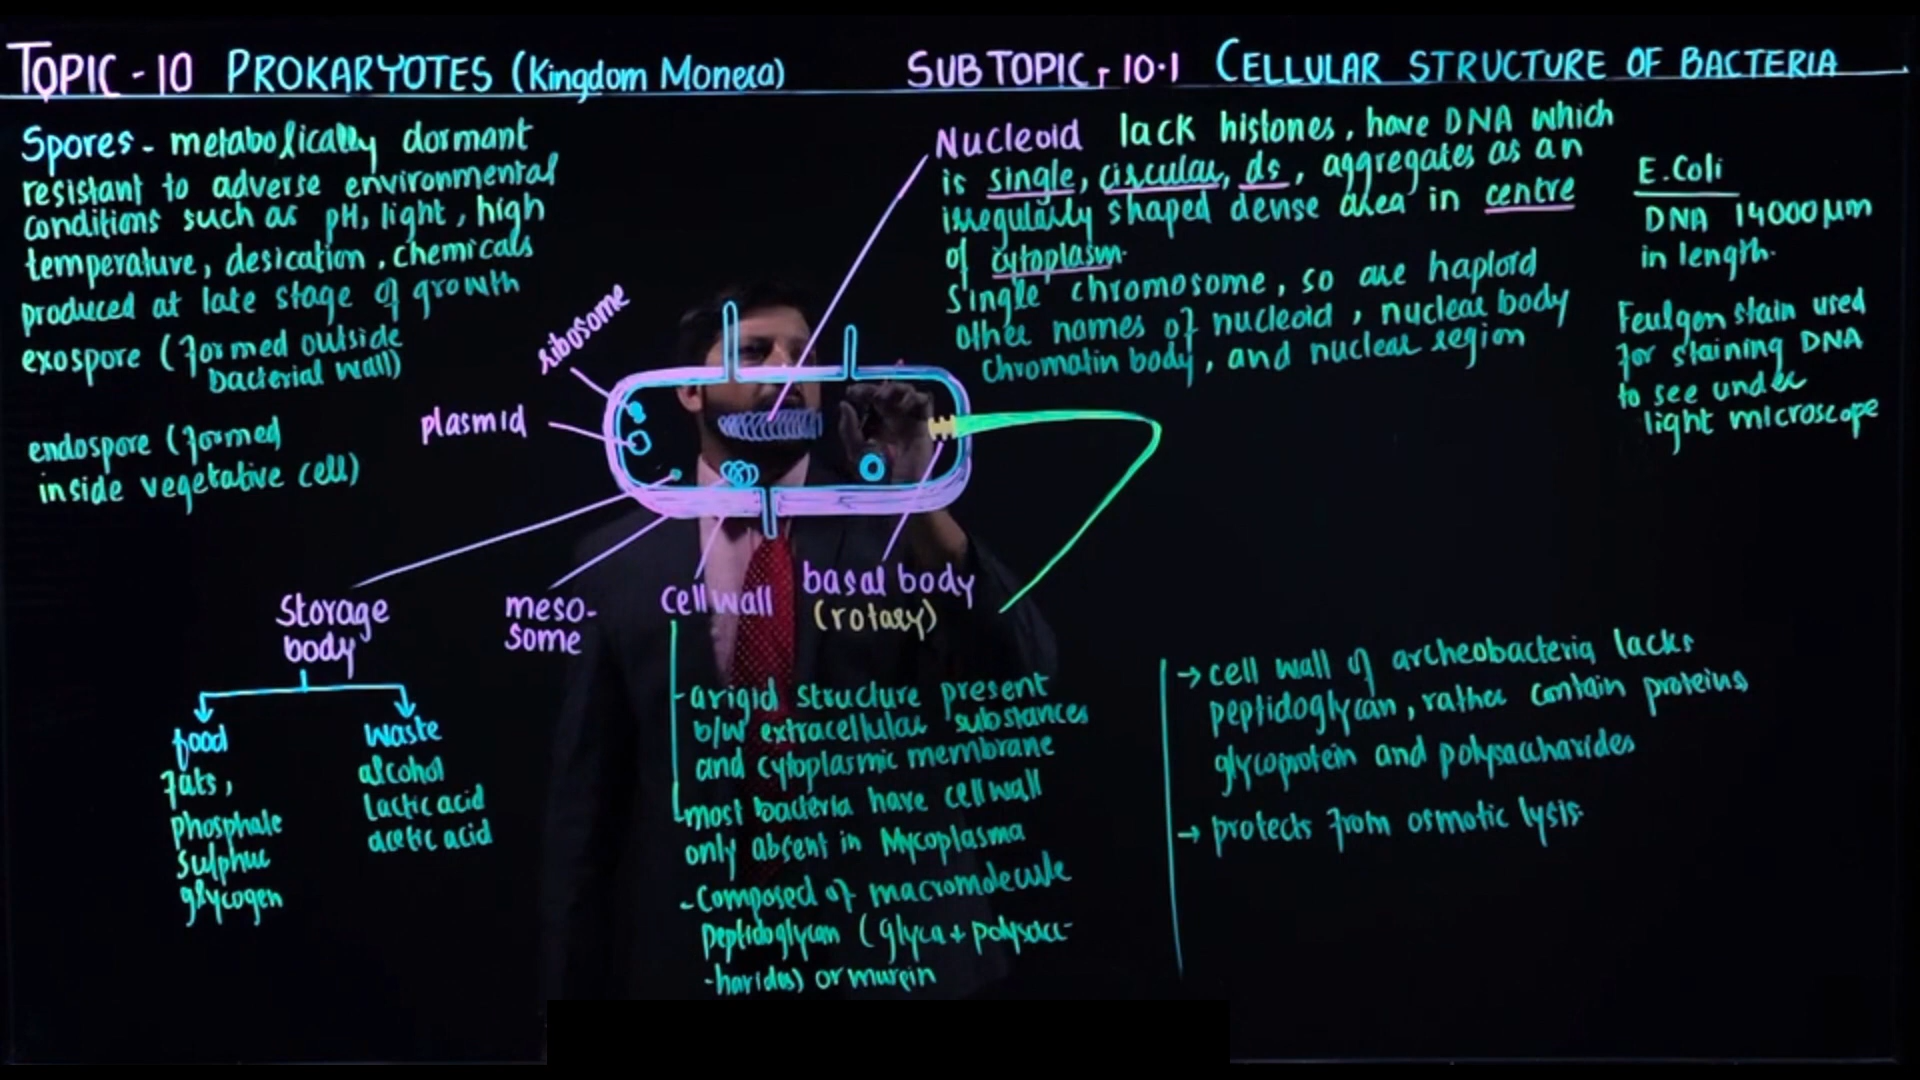 TOPIC - 10 PROKARYOTES (Kingdom Monera)
SUBTOPIC, 10.1 CELLULAR STRUCTURE OF BACTERIA
Spores - metabolically dormant
resistant to adverse environmental
conditions such as pH, light, high
temperature, desication, chemicals
produced at late stage of growth
exospore (formed outside
bacterial wall)
endospore (formed
inside vegetative cell)
Nucleoid lack histones, have DNA which
is single, circular, ds, aggregates as an
irregularly shaped dense area in centre
of cytoplasm.
Single chromosome, so are haploid
other names of nucleoid, nuclear body
chromatin body, and nuclear region
E.Coli
DNA 14000 μm
in length.
Feulgen stain used
for staining DNA
to see under
light microscope
ribosome
plasmid
Storage
body
food
fats,
phosphate
sulphur
glycogen
waste
alcohol
lactic acid
acetic acid
meso-
some
cell wall
basal body
(rotary)
- a rigid structure present
b/w extracellular substances
and cytoplasmic membrane
most bacteria have cell wall
only absent in Mycoplasma
- composed of macromolecule
peptidoglycan (glyca + polysacc-
-harides) or murein
→ cell wall of archeobacteria lacks
peptidoglycan, rather contain proteins,
glycoprotein and polysaccharides
→ protects from osmotic lysis.